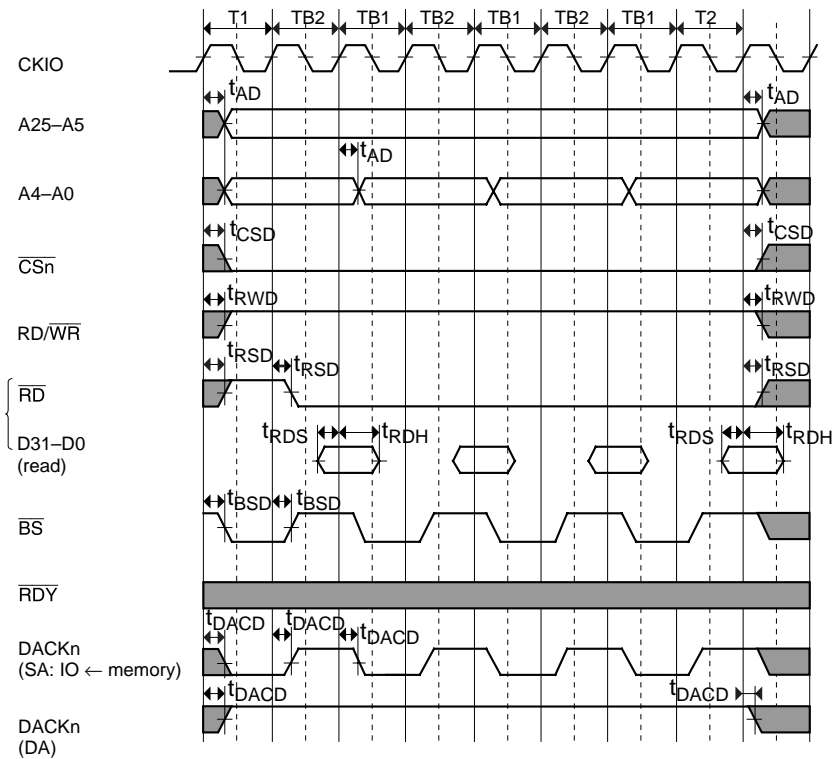 T1 TB2 TB1 TB2 TB1 TB2 TB1 T2
CKIO
tAD tAD
A25–A5
tAD
A4–A0
tCSD tCSD
CSn
tRWD tRWD
RD/WR
tRSD tRSD tRSD
RD
tRDS tRDH tRDS tRDH
D31–D0
(read)
tBSD tBSD
BS
RDY
tDACD tDACD tDACD
DACKn
(SA: IO ← memory)
tDACD tDACD
DACKn
(DA)